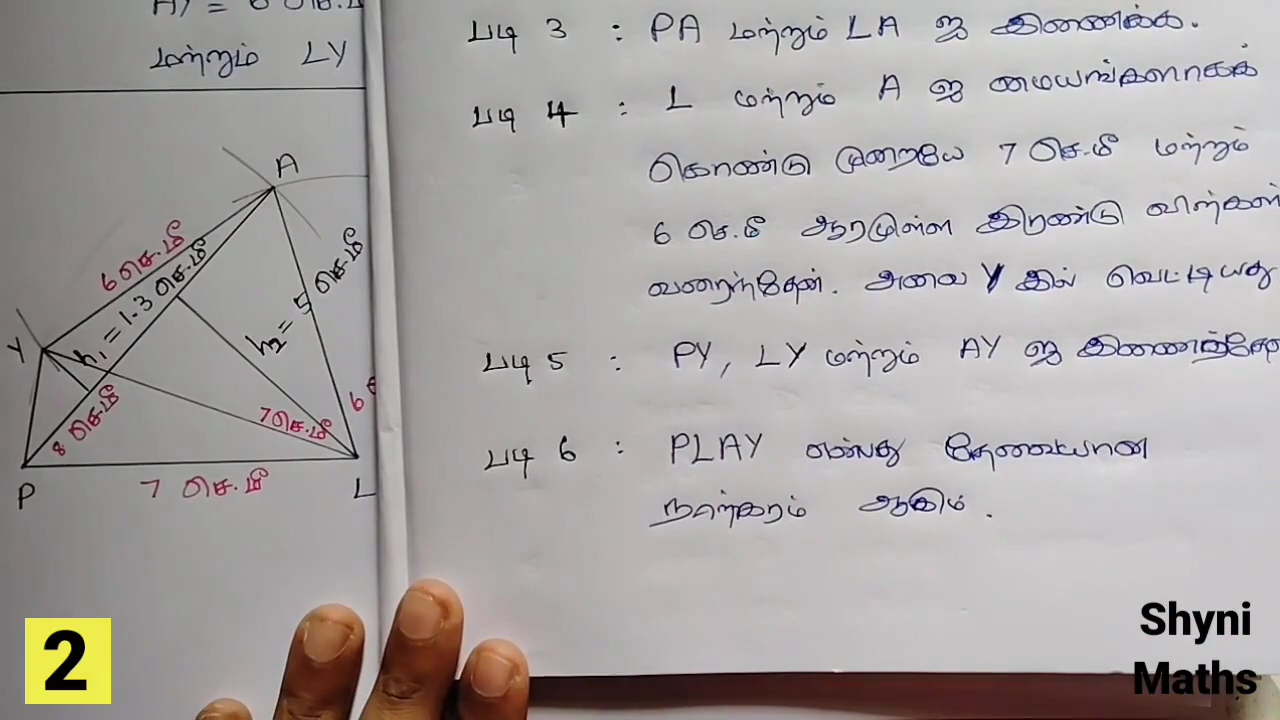 மற்றும் LY
A
6 செ.மீ
h₁ = 1.3 செ.மீ
h₂ = 5 செ.மீ
Y
8 செ.மீ
7 செ.மீ
6
P
7 செ.மீ
L
படி 3 : PA மற்றும் LA ஐ இணைக்க.
படி 4 : L மற்றும் A ஐ மையங்களாகக்
கொண்டு முறையே 7 செ.மீ மற்றும்
6 செ.மீ ஆரமுள்ள இரண்டு விற்கள்
வரைந்தேன். அவை Y இல் வெட்டியது
படி 5 : PY, LY மற்றும் AY ஐ
படி 6 : PLAY என்பது தேவையான
நாற்கரம் ஆகும்.
2
Shyni
Maths